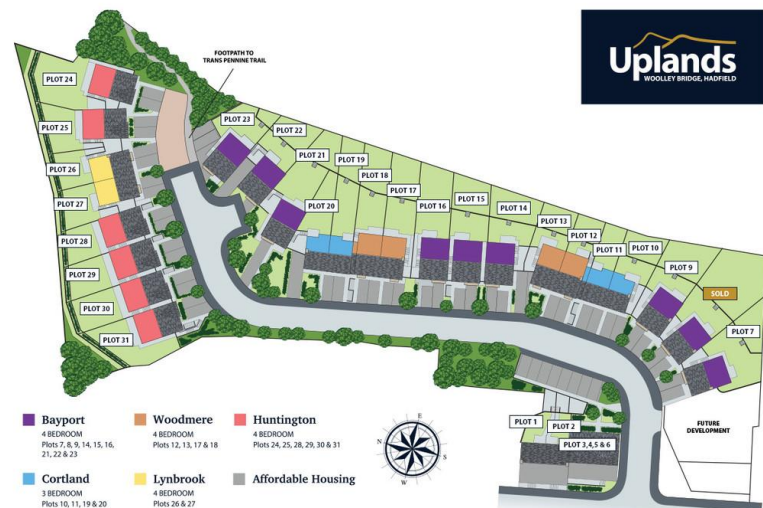 Uplands
WOOLLEY BRIDGE, HADFIELD
FOOTPATH TO
TRANS PENNINE TRAIL
PLOT 24
PLOT 25
PLOT 26
PLOT 27
PLOT 28
PLOT 29
PLOT 30
PLOT 31
PLOT 23
PLOT 22
PLOT 21
PLOT 19
PLOT 18
PLOT 17
PLOT 20
PLOT 16
PLOT 15
PLOT 14
PLOT 13
PLOT 12
PLOT 11
PLOT 10
PLOT 9
SOLD
PLOT 7
PLOT 1
PLOT 2
PLOT 3,4,5 & 6
FUTURE
DEVELOPMENT
Bayport
4 BEDROOM
Plots 7, 8, 9, 14, 15, 16,
21, 22 & 23
Woodmere
4 BEDROOM
Plots 12, 13, 17 & 18
Huntington
4 BEDROOM
Plots 24, 25, 28, 29, 30 & 31
Cortland
3 BEDROOM
Plots 10, 11, 19 & 20
Lynbrook
4 BEDROOM
Plots 26 & 27
Affordable Housing
E
N
S
W